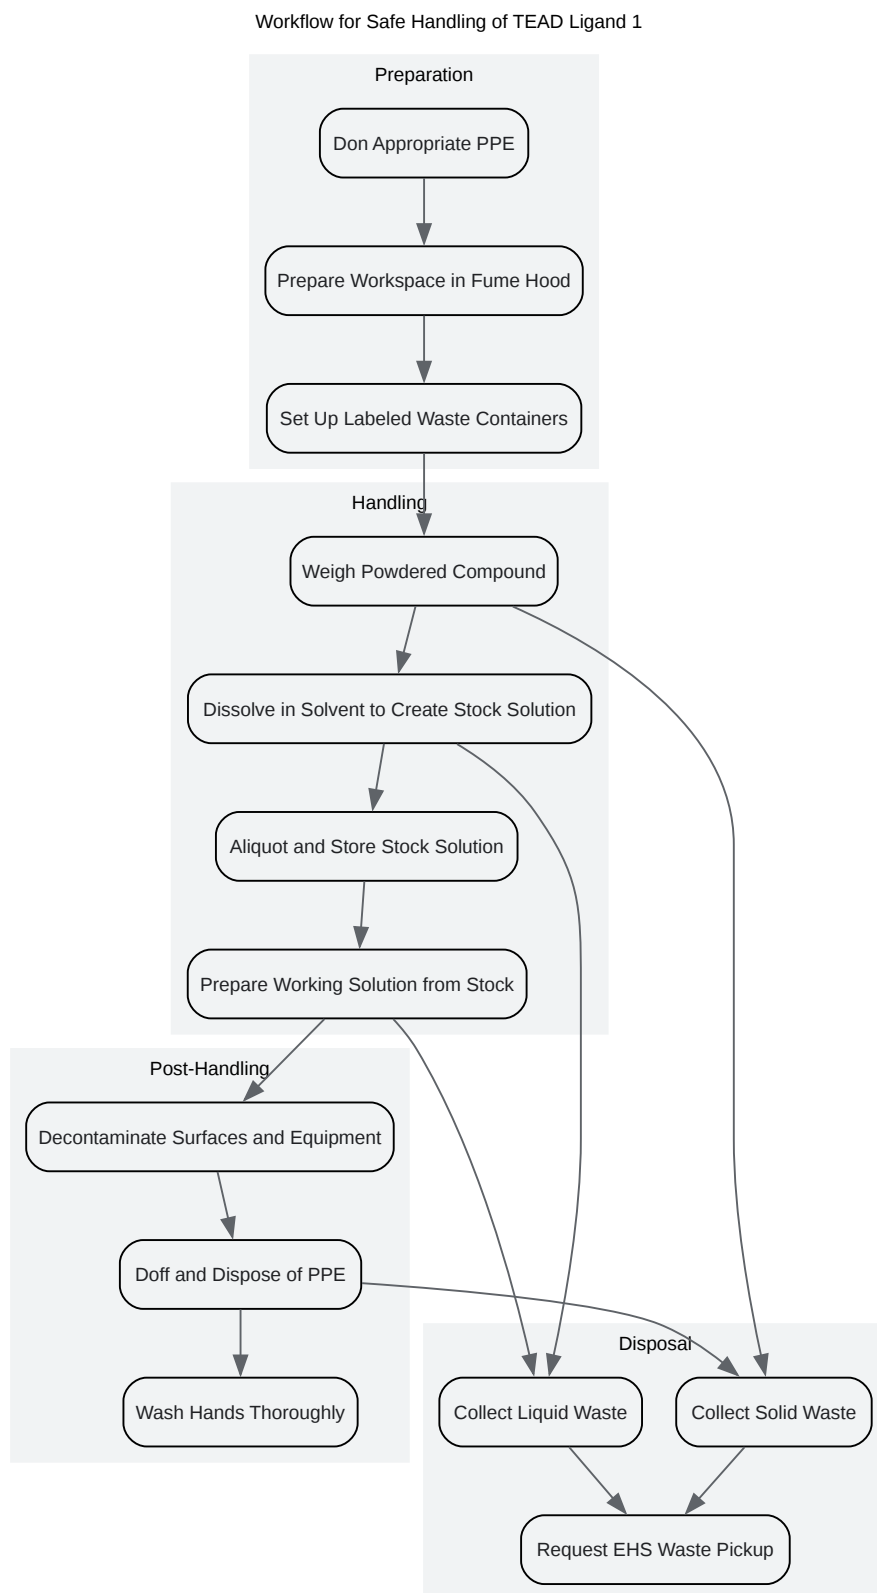 Workflow for Safe Handling of TEAD Ligand 1
Preparation
Don Appropriate PPE
Prepare Workspace in Fume Hood
Set Up Labeled Waste Containers
Handling
Weigh Powdered Compound
Dissolve in Solvent to Create Stock Solution
Aliquot and Store Stock Solution
Prepare Working Solution from Stock
Post-Handling
Decontaminate Surfaces and Equipment
Doff and Dispose of PPE
Wash Hands Thoroughly
Disposal
Collect Liquid Waste
Collect Solid Waste
Request EHS Waste Pickup